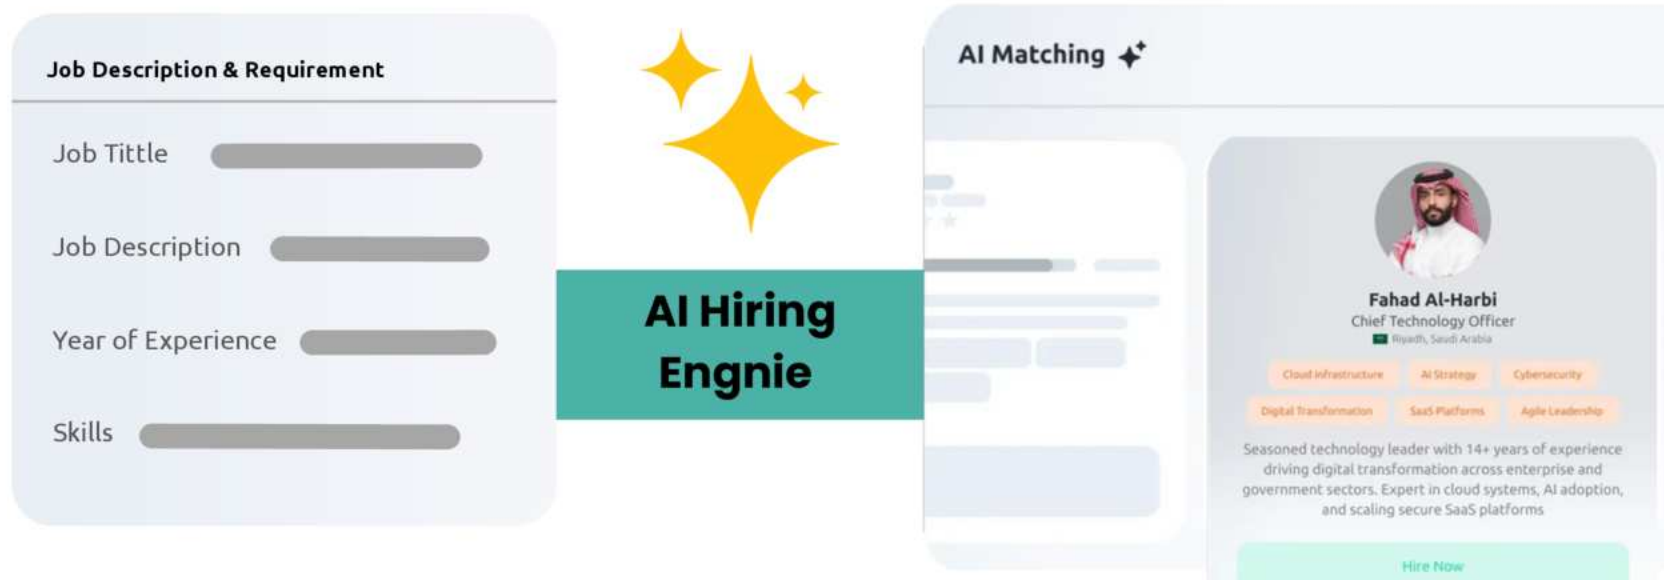 Job Description & Requirement
Job Tittle
Job Description
Year of Experience
Skills
AI Hiring
Engnie
AI Matching
Fahad Al-Harbi
Chief Technology Officer
Riyadh, Saudi Arabia
Cloud Infrastructure
AI Strategy
Cybersecurity
Digital Transformation
SaaS Platforms
Agile Leadership
Seasoned technology leader with 14+ years of experience
driving digital transformation across enterprise and
government sectors. Expert in cloud systems, AI adoption,
and scaling secure SaaS platforms
Hire Now